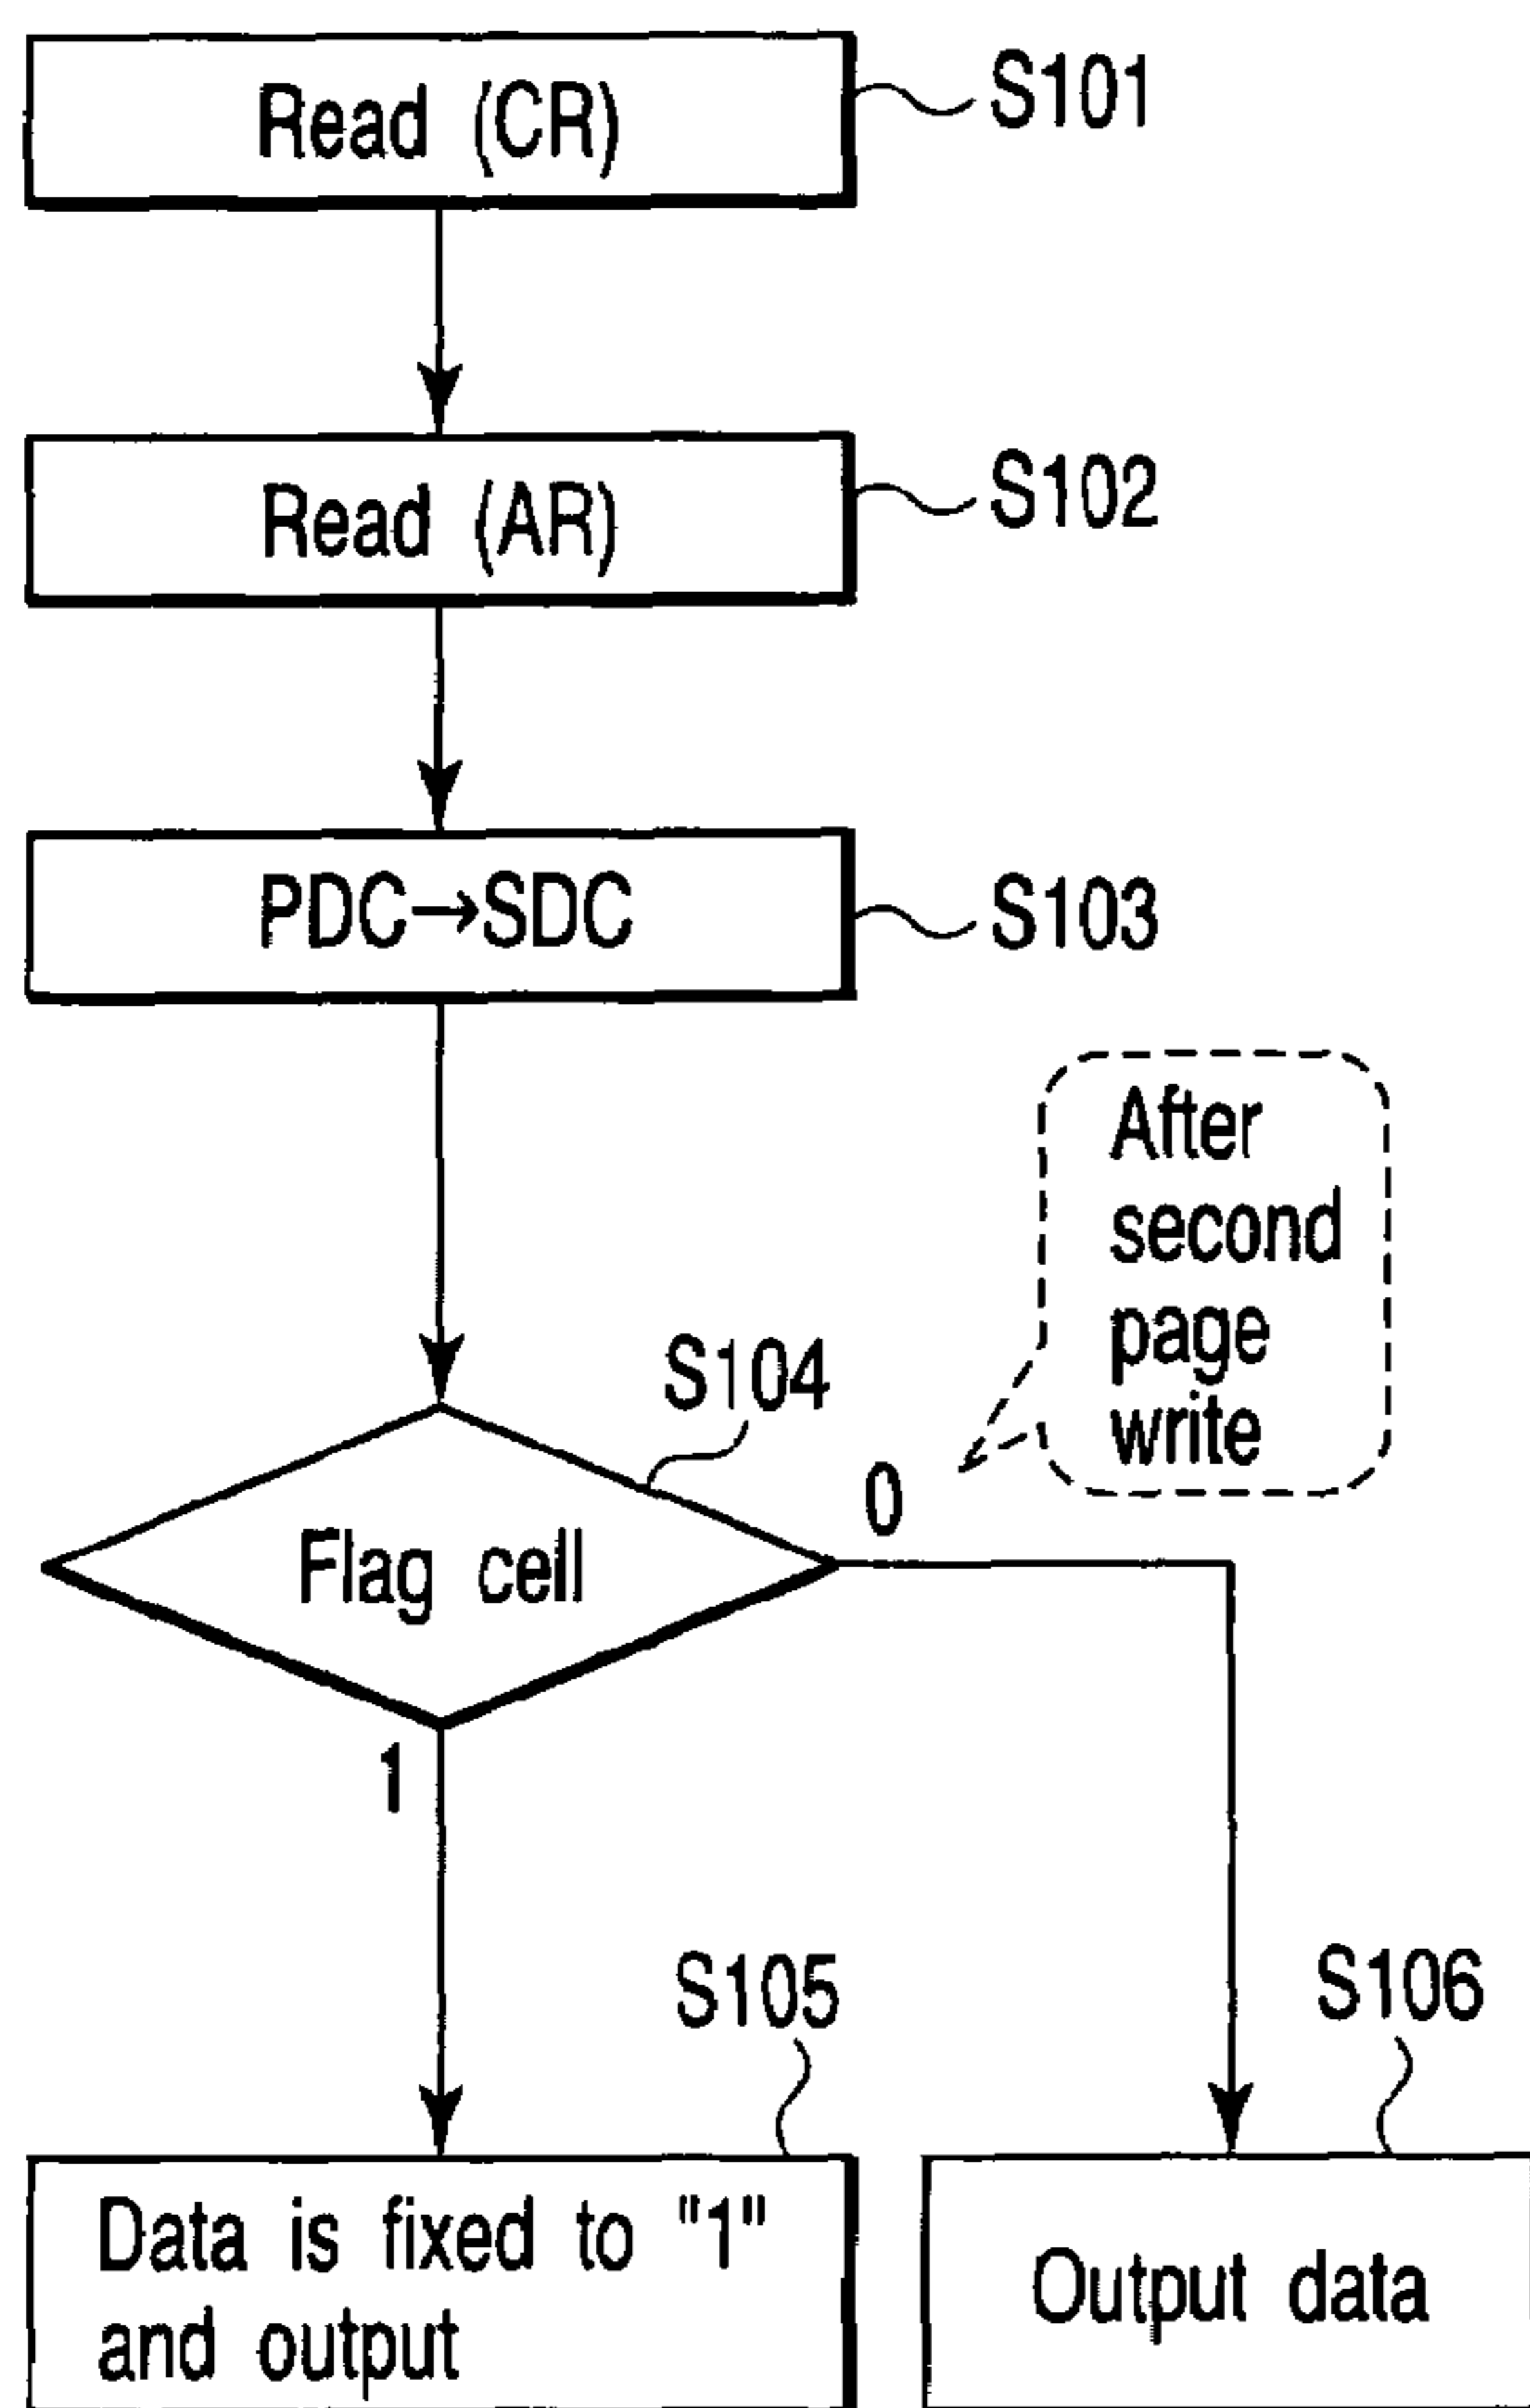 Read (CR)
S101
Read (AR)
S102
PDC→SDC
S103
After
second
page
write
S104
0
Flag cell
1
S105
S106
Data is fixed to "1"
and output
Output data